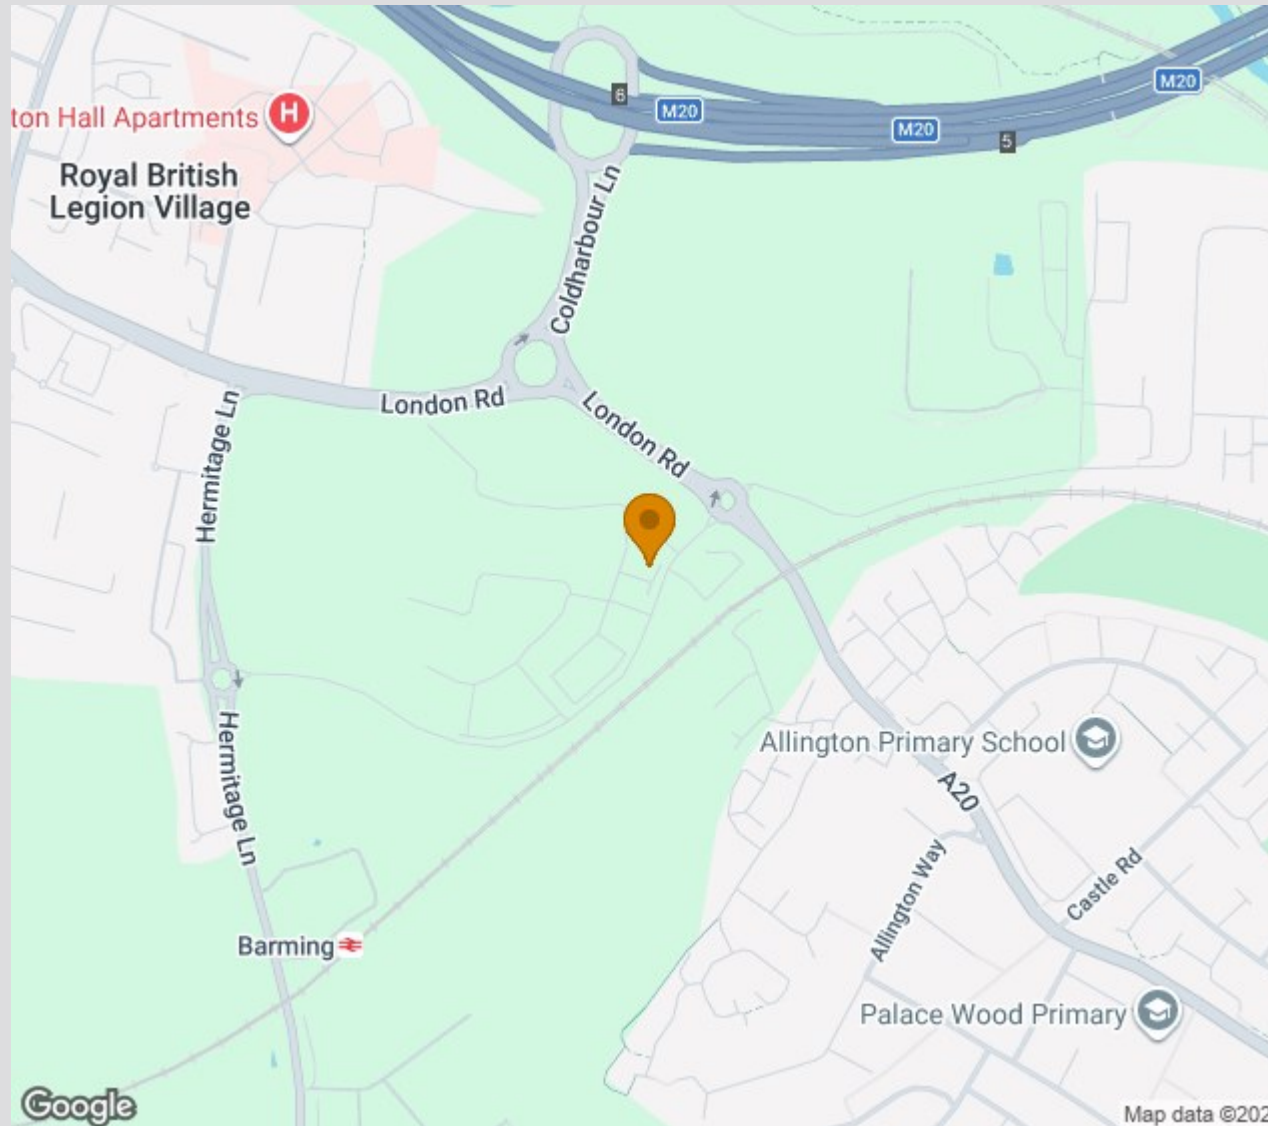 M20
6
M20
M20
5
ton Hall Apartments
H
Royal British
Legion Village
Coldharbour Ln
London Rd
London Rd
Hermitage Ln
Hermitage Ln
Allington Primary School
A20
Allington Way
Castle Rd
Barming
Palace Wood Primary
Google
Map data ©202